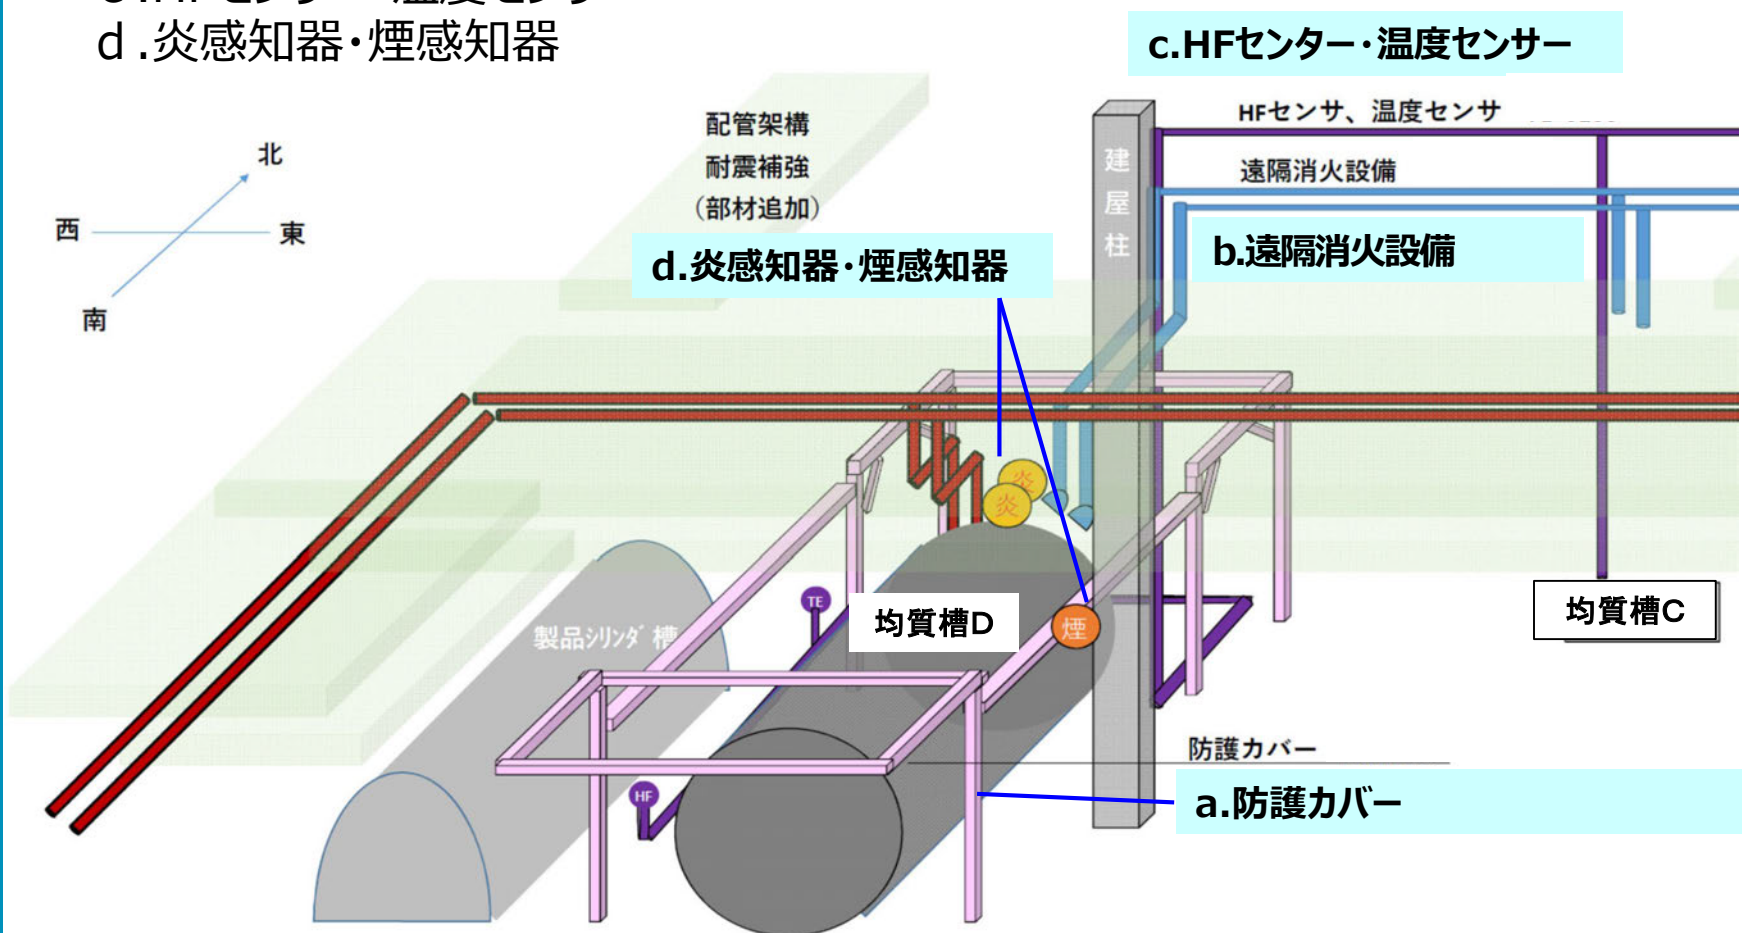 d .炎感知器・煙感知器
c.HFセンター・温度センサー
HFセンサ、温度センサ
配管架構
耐震補強
(部材追加)
建屋柱
遠隔消火設備
北
西
東
南
d.炎感知器・煙感知器
b.遠隔消火設備
炎
炎
TE
均質槽D
煙
均質槽C
製品シリンダ槽
防護カバー
HF
a.防護カバー